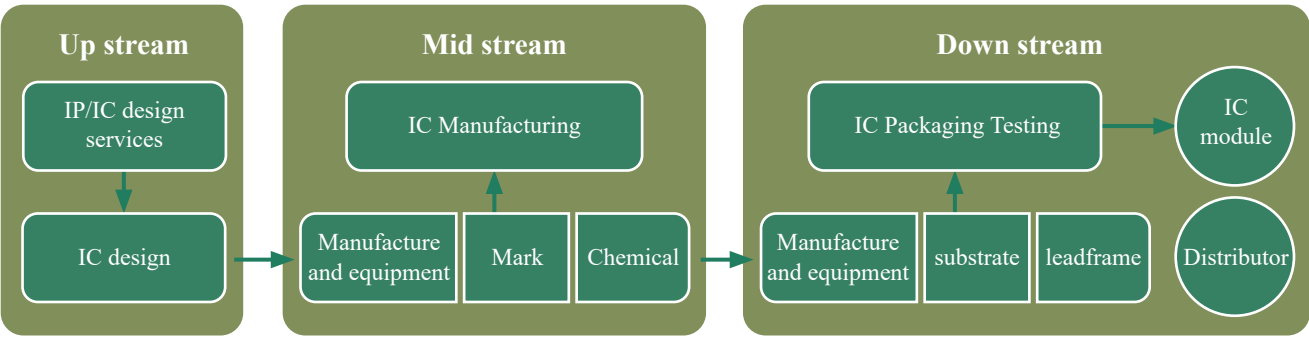 Up stream
IP/IC design
services
IC design
Mid stream
IC Manufacturing
Manufacture
and equipment
Mark
Chemical
Down stream
IC Packaging Testing
IC
module
Manufacture
and equipment
substrate
leadframe
Distributor